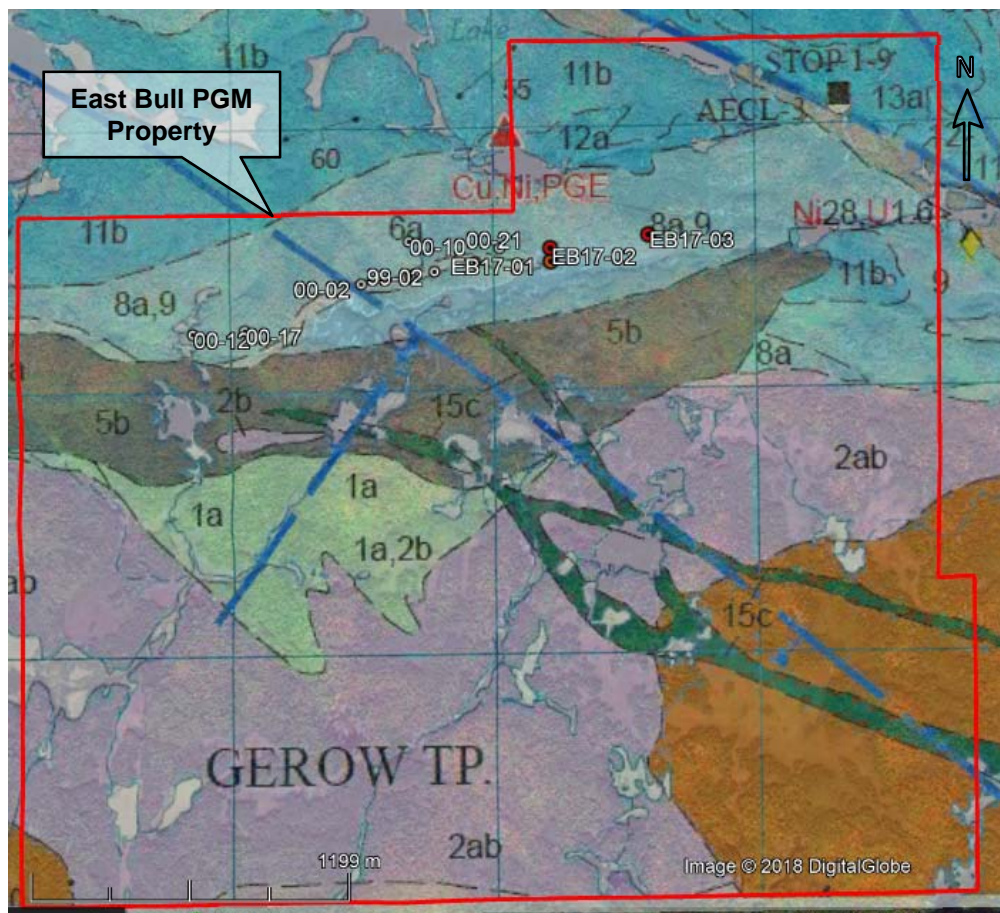 Lake
11b
STOP 1-9
N
East Bull PGM
Property
55
11b
13a
AECL-3
60
12a
12
11
Cu,Ni,PGE
11b
6a
8a,9
Ni28,U1.6
00-10
00-21
EB17-03
EB17-01
EB17-02
99-02
00-02
11b
9
8a,9
00-12
00-17
5b
8a
a
2b
15c
5b
2ab
1a
1a
1a,2b
ab
15c
GEROW TP.
2ab
1199 m
Image © 2018 DigitalGlobe